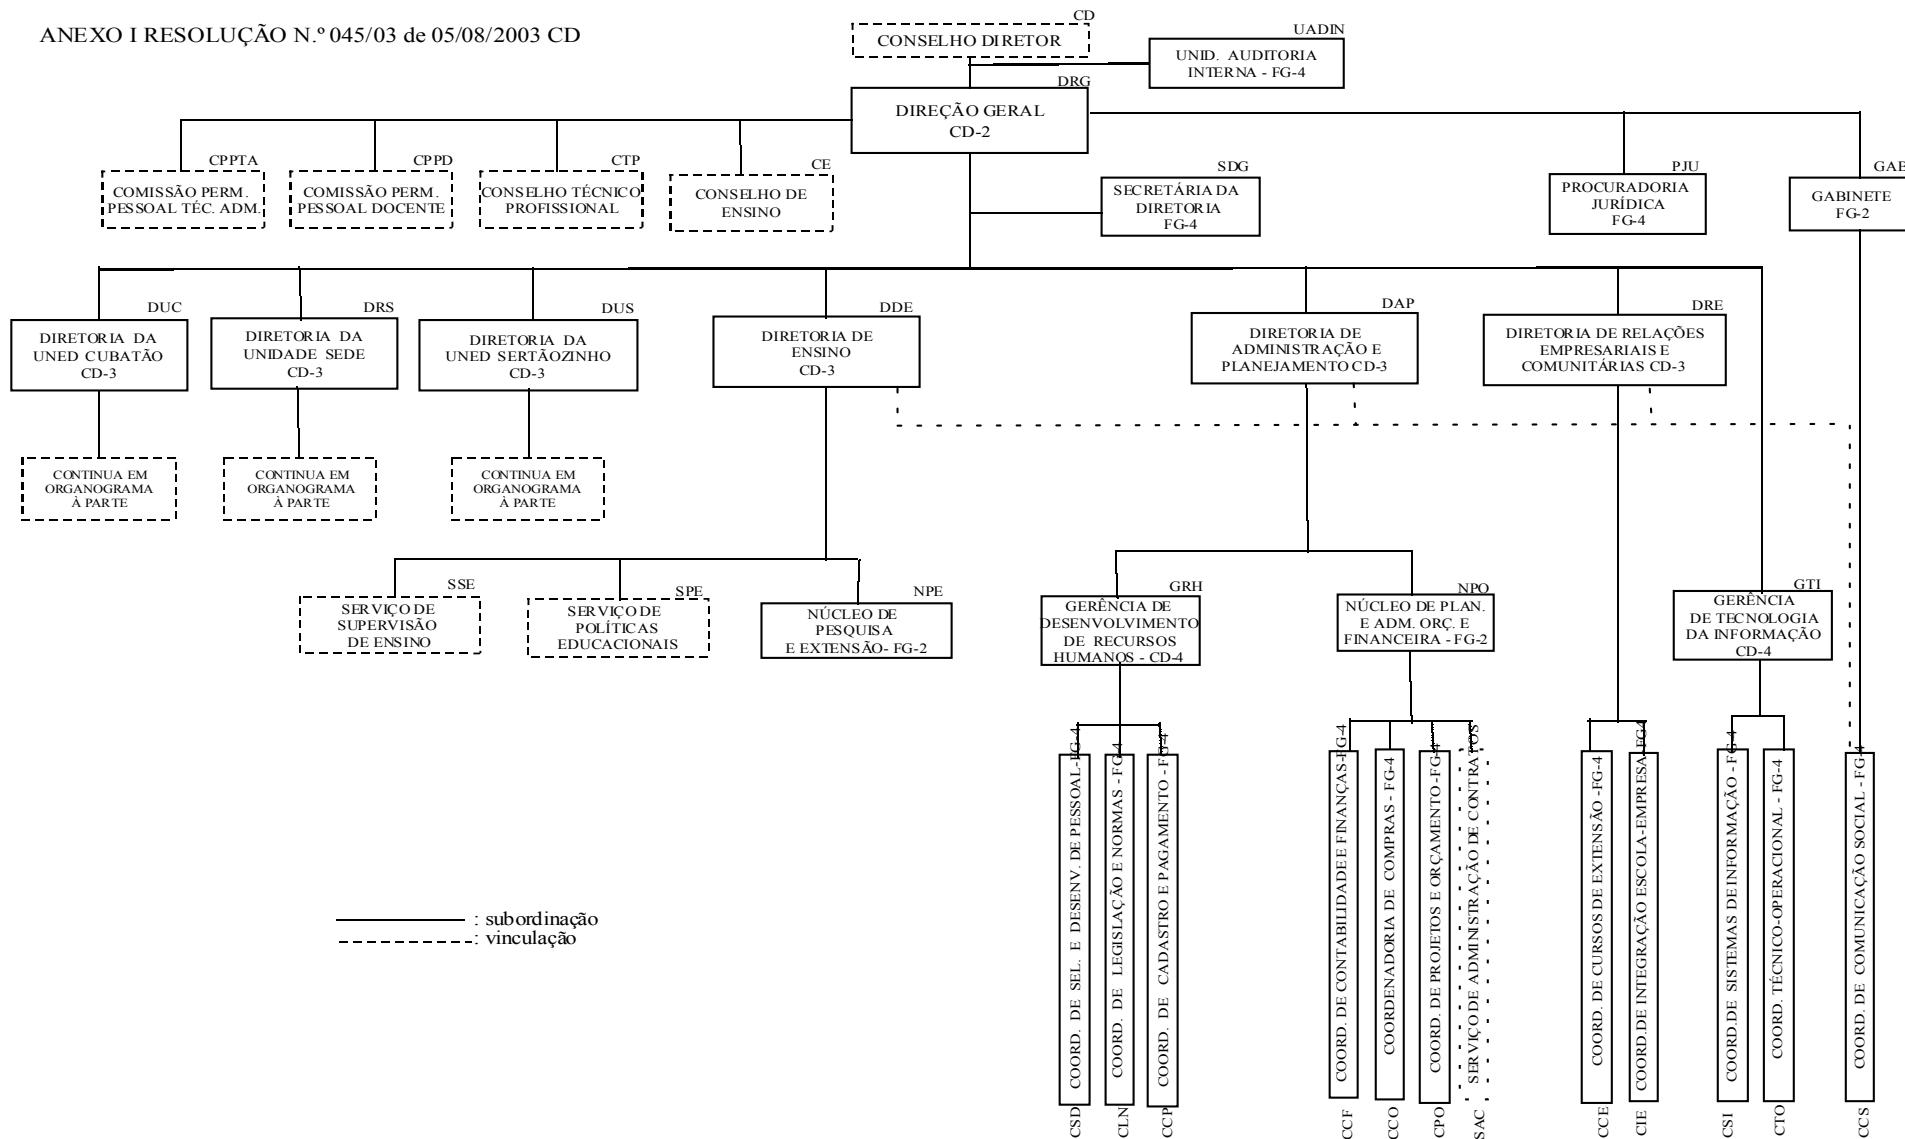 ANEXO I RESOLUÇÃO N.º 045/03 de 05/08/2003 CD
CD
CONSELHO DIRETOR
UADIN
UNID. AUDITORIA
INTERNA - FG-4
DRG
DIREÇÃO GERAL
CD-2
CPPTA
COMISSÃO PERM.
PESSOAL TÉC. ADM.
CPPD
COMISSÃO PERM.
PESSOAL DOCENTE
CTP
CONSELHO TÉCNICO
PROFISSIONAL
CE
CONSELHO DE
ENSINO
SDG
SECRETÁRIA DA
DIRETORIA
FG-4
PJU
PROCURADORIA
JURÍDICA
FG-4
GAB
GABINETE
FG-2
DUC
DIRETORIA DA
UNED CUBATÃO
CD-3
DRS
DIRETORIA DA
UNIDADE SEDE
CD-3
DUS
DIRETORIA DA
UNED SERTÃOZINHO
CD-3
DDE
DIRETORIA DE
ENSINO
CD-3
DAP
DIRETORIA DE
ADMINISTRAÇÃO E
PLANEJAMENTO CD-3
DRE
DIRETORIA DE RELAÇÕES
EMPRESARIAIS E
COMUNITÁRIAS CD-3
CONTINUA EM
ORGANOGRAMA
À PARTE
CONTINUA EM
ORGANOGRAMA
À PARTE
CONTINUA EM
ORGANOGRAMA
À PARTE
SSE
SERVIÇO DE
SUPERVISÃO
DE ENSINO
SPE
SERVIÇO DE
POLÍTICAS
EDUCACIONAIS
NPE
NÚCLEO DE
PESQUISA
E EXTENSÃO- FG-2
GRH
GERÊNCIA DE
DESENVOLVIMENTO
DE RECURSOS
HUMANOS - CD-4
NPO
NÚCLEO DE PLAN.
E ADM. ORÇ. E
FINANCEIRA - FG-2
GTI
GERÊNCIA
DE TECNOLOGIA
DA INFORMAÇÃO
CD-4
COORD. DE SEL. E DESENV. DE PESSOAL-FG-4
COORD. DE LEGISLAÇÃO E NORMAS - FG-4
COORD. DE CADASTRO E PAGAMENTO - FG-4
COORD. DE CONTABILIDADE E FINANÇAS-FG-4
COORDENADORIA DE COMPRAS - FG-4
COORD. DE PROJETOS E ORÇAMENTO-FG-4
SERVIÇO DE ADMINISTRAÇÃO DE CONTRATOS
COORD. DE CURSOS DE EXTENSÃO -FG-4
COORD. DE INTEGRAÇÃO ESCOLA-EMPRESA-FG4
COORD.DE SISTEMAS DE INFORMAÇÃO - FG-4
COORD. TÉCNICO-OPERACIONAL - FG-4
COORD. DE COMUNICAÇÃO SOCIAL - FG-4
CSD
CLN
CCP
CCF
CCO
CPO
SAC
CCE
CIE
CSI
CTO
CCS
: subordinação
: vinculação